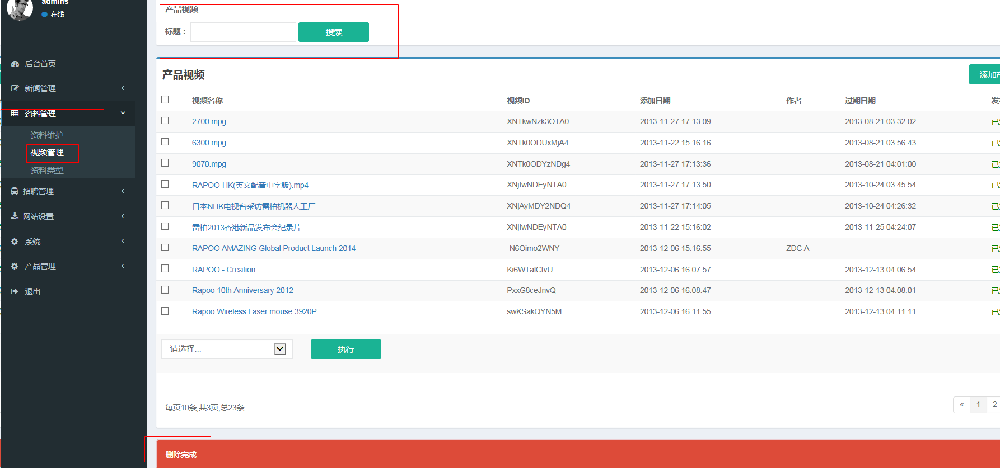 admins
在线
后台首页
新闻管理
资料管理
资料维护
视频管理
资料类型
招聘管理
网站设置
系统
产品管理
退出
产品视频
标题：
搜索
产品视频
添加
视频名称 视频ID 添加日期 作者 过期日期
2700.mpg XNTkwNzk3OTA0 2013-11-27 17:13:09 2013-08-21 03:32:02 已
6300.mpg XNTk0ODUxMjA4 2013-11-22 15:16:16 2013-08-21 03:56:43 已
9070.mpg XNTk0ODYzNDg4 2013-11-27 17:13:36 2013-08-21 04:01:00 已
RAPOO-HK(英文配音中字版).mp4 XNjIwNDEyNTA0 2013-11-27 17:13:50 2013-10-24 03:45:54 已
日本NHK电视台采访雷柏机器人工厂 XNjAyMDY2NDQ4 2013-11-27 17:14:05 2013-10-24 04:26:32 已
雷柏2013香港新品发布会纪录片 XNjIwNDEyNTA0 2013-11-22 15:16:02 2013-11-25 04:24:07 已
RAPOO AMAZING Global Product Launch 2014 -N6Oimo2WNY 2013-12-06 15:16:55 ZDC A 已
RAPOO - Creation Ki6WTaICtvU 2013-12-06 16:07:57 2013-12-13 04:06:54 已
Rapoo 10th Anniversary 2012 PxxG8ceJnvQ 2013-12-06 16:08:47 2013-12-13 04:08:01 已
Rapoo Wireless Laser mouse 3920P swKSakQYN5M 2013-12-06 16:11:55 2013-12-13 04:11:11 已
请选择...
执行
每页10条,共3页,总23条.
« 1 2
删除完成